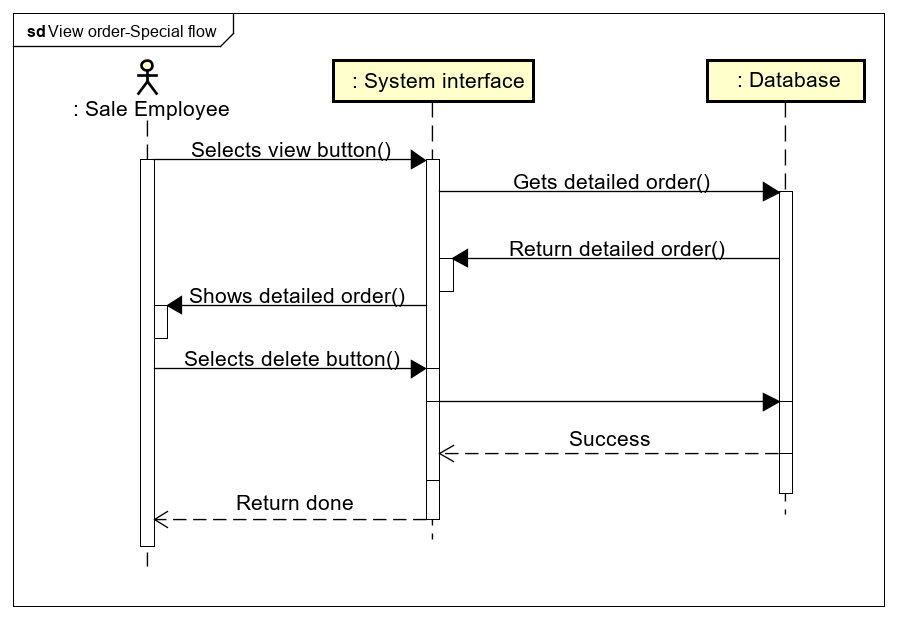 sd View order-Special flow
: Sale Employee
: System interface
: Database
Selects view button()
Gets detailed order()
Return detailed order()
Shows detailed order()
Selects delete button()
Success
Return done